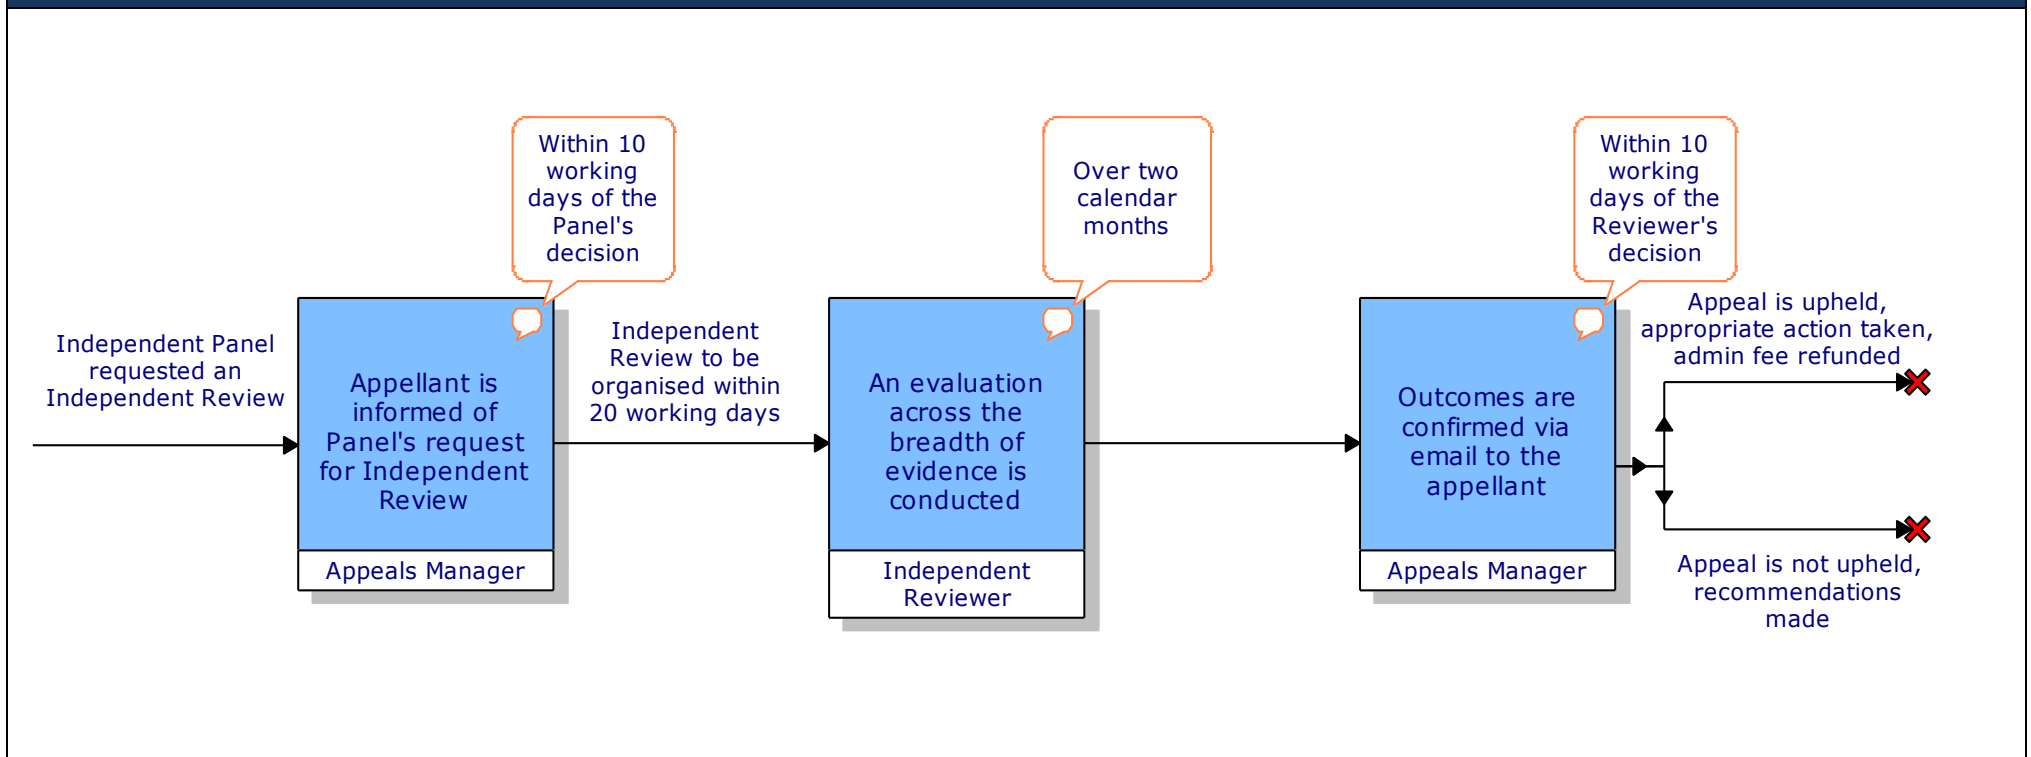 Independent Panel
requested an
Independent Review
Within 10
working
days of the
Panel's
decision
Appellant is
informed of
Panel's request
for Independent
Review
Appeals Manager
Independent
Review to be
organised within
20 working days
Over two
calendar
months
An evaluation
across the
breadth of
evidence is
conducted
Independent
Reviewer
Within 10
working
days of the
Reviewer's
decision
Outcomes are
confirmed via
email to the
appellant
Appeals Manager
Appeal is upheld,
appropriate action taken,
admin fee refunded
Appeal is not upheld,
recommendations
made